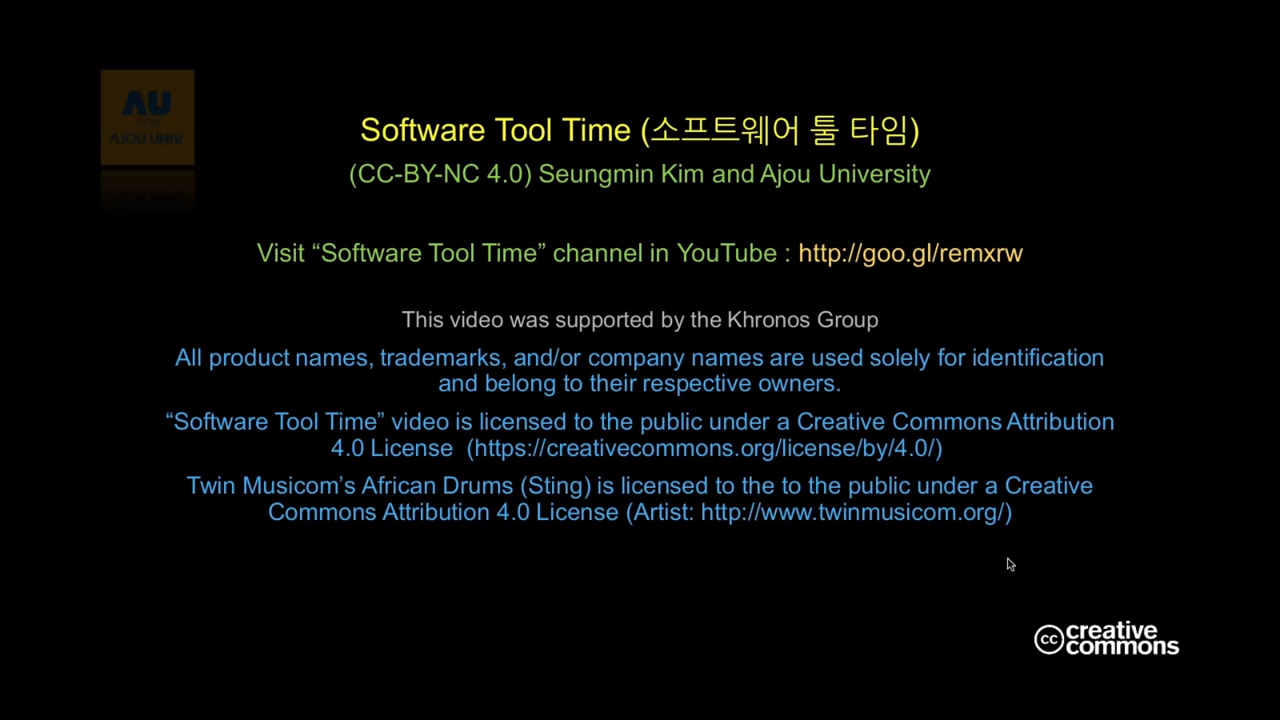 AU
AJOU UNIV
Software Tool Time (소프트웨어 툴 타임)
(CC-BY-NC 4.0) Seungmin Kim and Ajou University
Visit “Software Tool Time” channel in YouTube : http://goo.gl/remxrw
This video was supported by the Khronos Group
All product names, trademarks, and/or company names are used solely for identification
and belong to their respective owners.
“Software Tool Time” video is licensed to the public under a Creative Commons Attribution
4.0 License (https://creativecommons.org/license/by/4.0/)
Twin Musicom’s African Drums (Sting) is licensed to the to the public under a Creative
Commons Attribution 4.0 License (Artist: http://www.twinmusicom.org/)
cc creative
commons